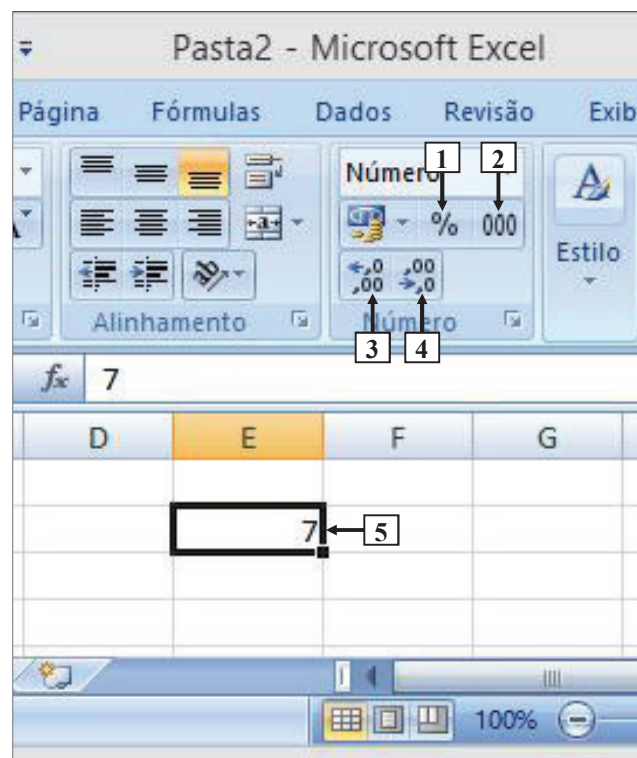 Pasta2 - Microsoft Excel
Página Fórmulas Dados Revisão Exib
Número 1 2
% 000
Estilo
,0 ,00
,00 ,0
Alinhamento Número
3 4
fx 7
D E F G
7 5
100%